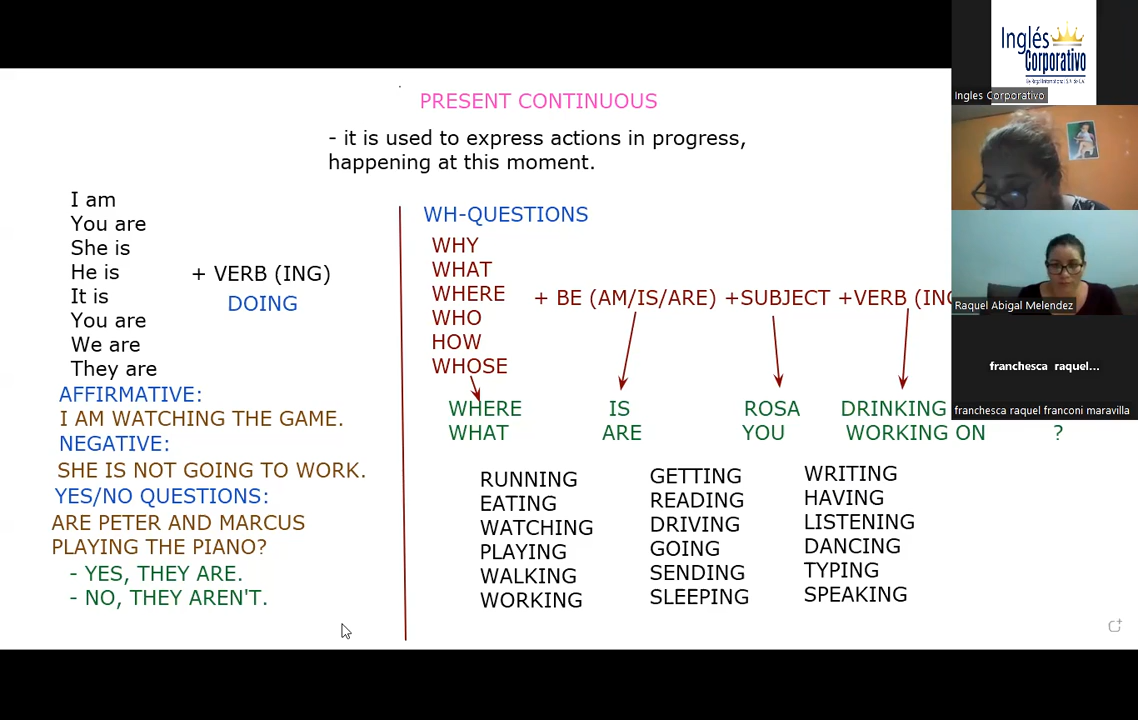 PRESENT CONTINUOUS
- it is used to express actions in progress,
happening at this moment.
I am
You are
She is
He is
It is
You are
We are
They are
+ VERB (ING)
DOING
AFFIRMATIVE:
I AM WATCHING THE GAME.
NEGATIVE:
SHE IS NOT GOING TO WORK.
YES/NO QUESTIONS:
ARE PETER AND MARCUS
PLAYING THE PIANO?
- YES, THEY ARE.
- NO, THEY AREN'T.
WH-QUESTIONS
WHY
WHAT
WHERE
WHO
HOW
WHOSE
+ BE (AM/IS/ARE) +SUBJECT +VERB (ING
WHERE IS ROSA DRINKING
WHAT ARE YOU WORKING ON ?
RUNNING GETTING WRITING
EATING READING HAVING
WATCHING DRIVING LISTENING
PLAYING GOING DANCING
WALKING SENDING TYPING
WORKING SLEEPING SPEAKING
Inglés
Corporativo
Ingles Corporativo
Raquel Abigal Melendez
franchesca raquel...
franchesca raquel franconi maravilla